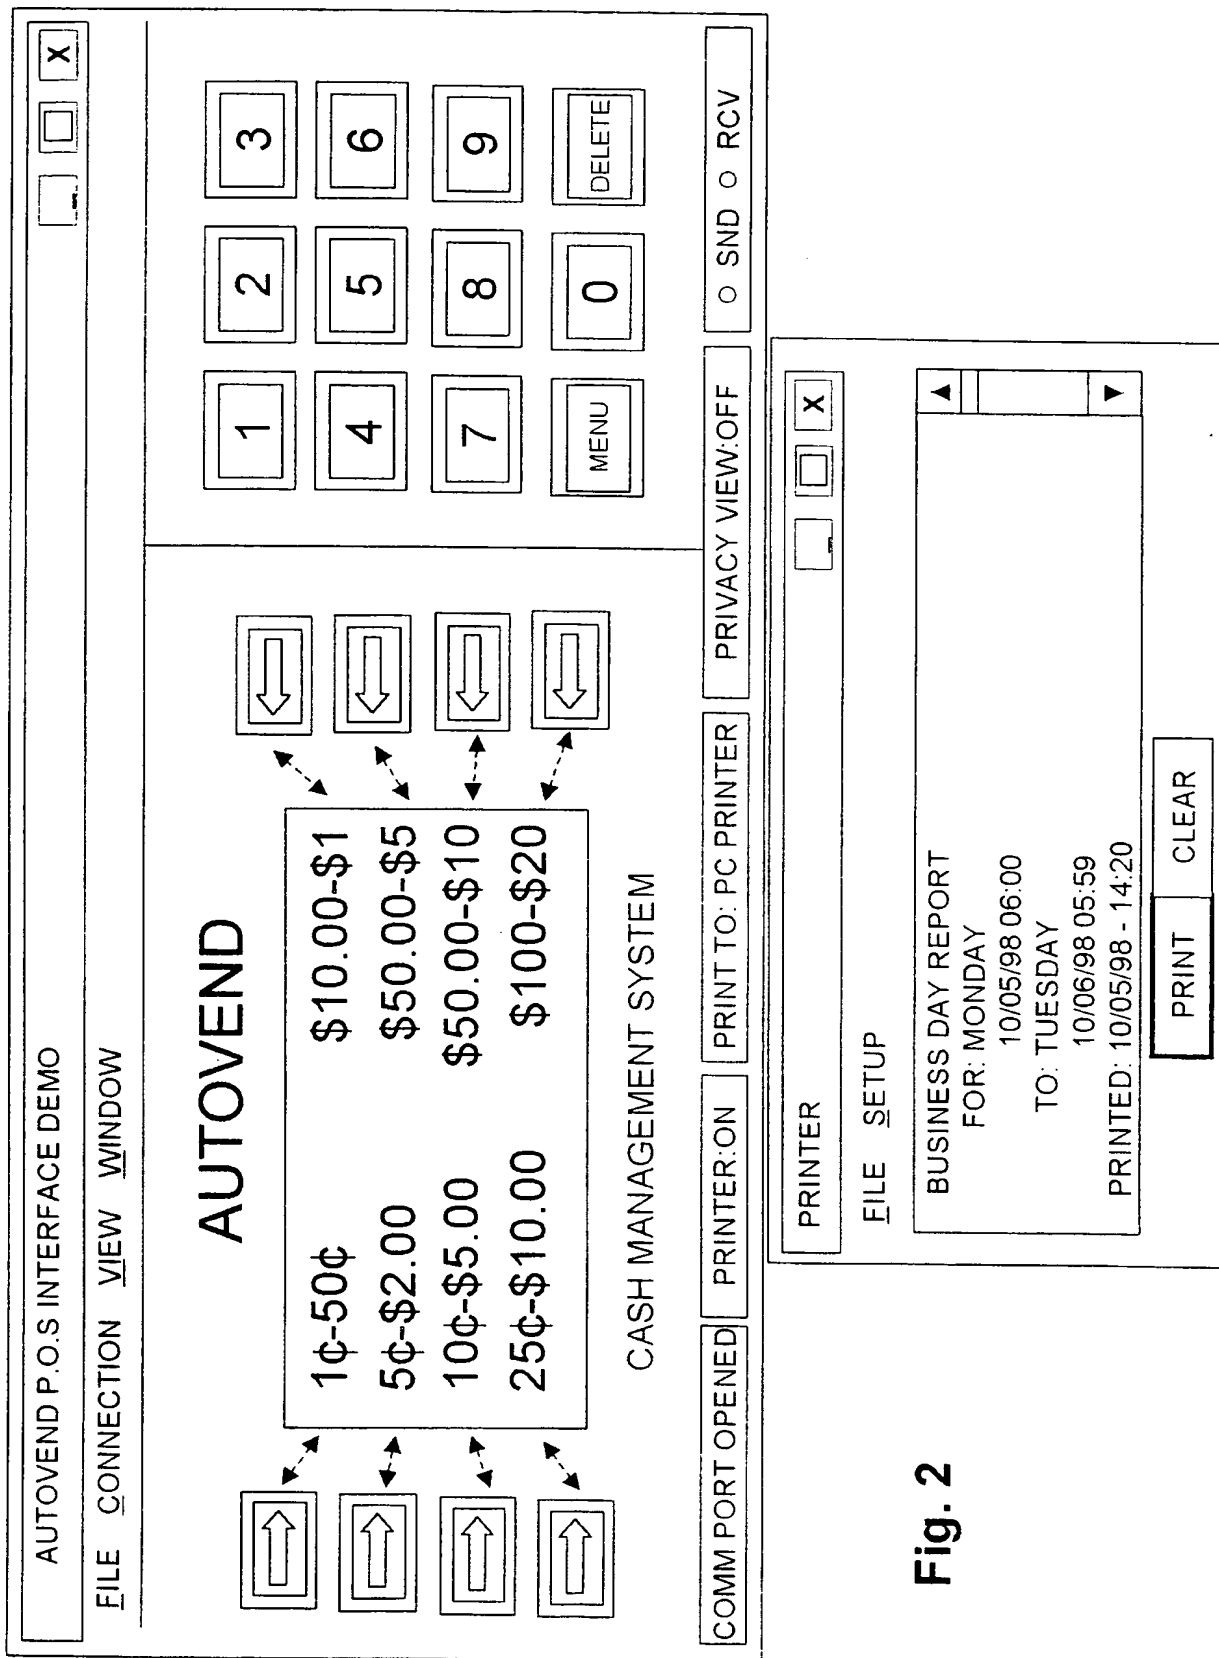 AUTOVEND P.O.S INTERFACE DEMO
X
FILE CONNECTION VIEW WINDOW
AUTOVEND
1¢-50¢ $10.00-$1
5¢-$2.00 $50.00-$5
10¢-$5.00 $50.00-$10
25¢-$10.00 $100-$20
CASH MANAGEMENT SYSTEM
1 2 3
4 5 6
7 8 9
MENU 0 DELETE
COMM PORT OPENED PRINTER:ON PRINT TO: PC PRINTER PRIVACY VIEW:OFF SND RCV
PRINTER
X
FILE SETUP
BUSINESS DAY REPORT
FOR: MONDAY
10/05/98 06:00
TO: TUESDAY
10/06/98 05:59
PRINTED: 10/05/98 - 14:20
PRINT CLEAR
Fig. 2